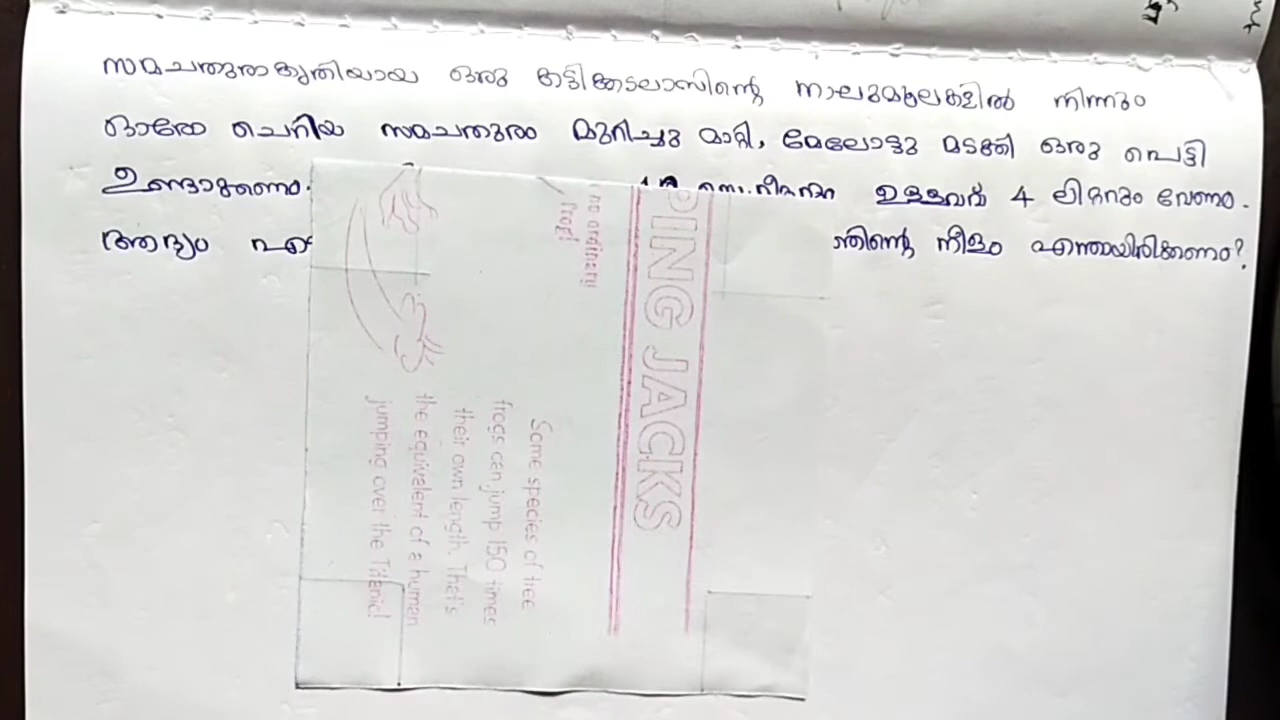 സമചതുരാകൃതിയായ ഒരു കട്ടിക്കടലാസിന്റെ നാലുമൂലകളിൽ നിന്നും
ഓരോ ചെറിയ സമചതുരം മുറിച്ചു മാറ്റി, മേലോട്ടു മടക്കി ഒരു പെട്ടി
ഉണ്ടാക്കണം. ഉള്ളവവ് 4 ലിറ്ററും വേണം.
ആദ്യം നീളം എന്തായിരിക്കണം?
no ordinary
frog!
PING JACKS
Some species of tree
frogs can jump 150 times
their own length. That's
the equivalent of a human
jumping over the Titanic!